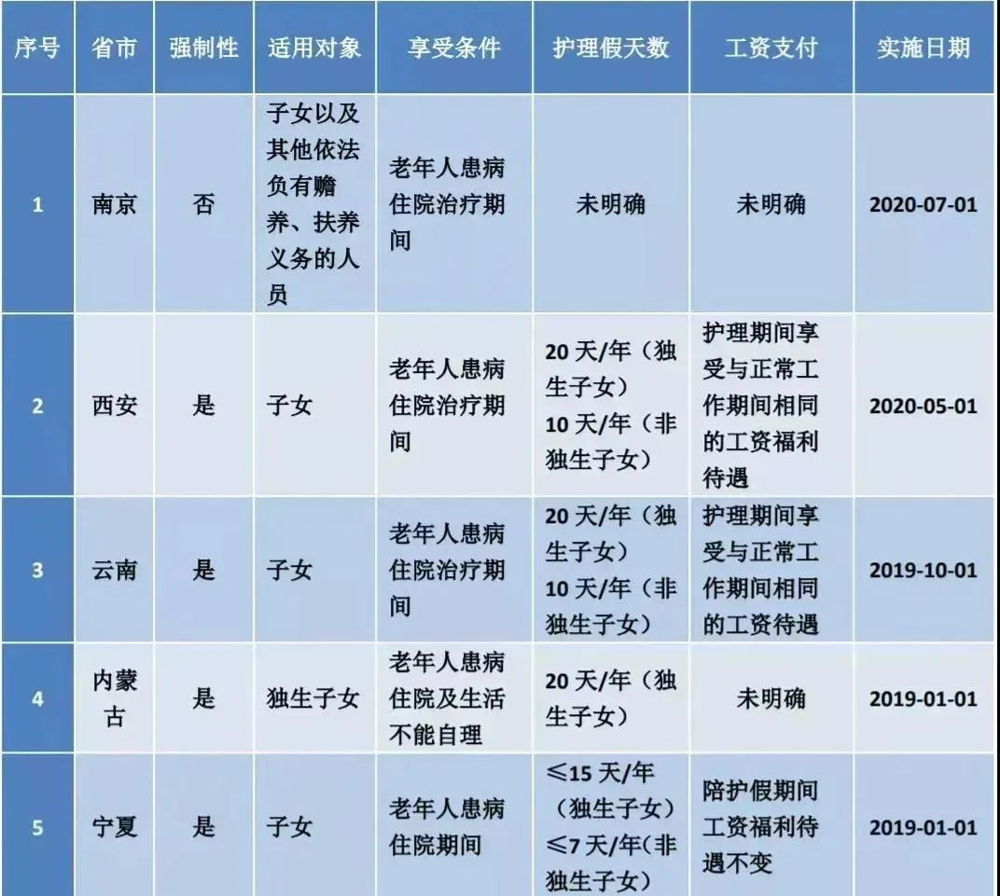 序号 省市 强制性 适用对象 享受条件 护理假天数 工资支付 实施日期
1
南京
否
子女以及
其他依法
负有赡
养、扶养
义务的人
员
老年人患病
住院治疗期
间
未明确
未明确
2020-07-01
2
西安
是
子女
老年人患病
住院治疗期
间
20 天/年（独
生子女）
10 天/年（非
独生子女）
护理期间享
受与正常工
作期间相同
的工资福利
待遇
2020-05-01
3
云南
是
子女
老年人患病
住院治疗期
间
20 天/年（独
生子女）
10 天/年（非
独生子女）
护理期间享
受与正常工
作期间相同
的工资待遇
2019-10-01
4
内蒙
古
是
独生子女
老年人患病
住院及生活
不能自理
20 天/年（独
生子女）
未明确
2019-01-01
5
宁夏
是
子女
老年人患病
住院期间
≤15 天/年
（独生子女）
≤7 天/年（非
独生子女）
陪护假期间
工资福利待
遇不变
2019-01-01